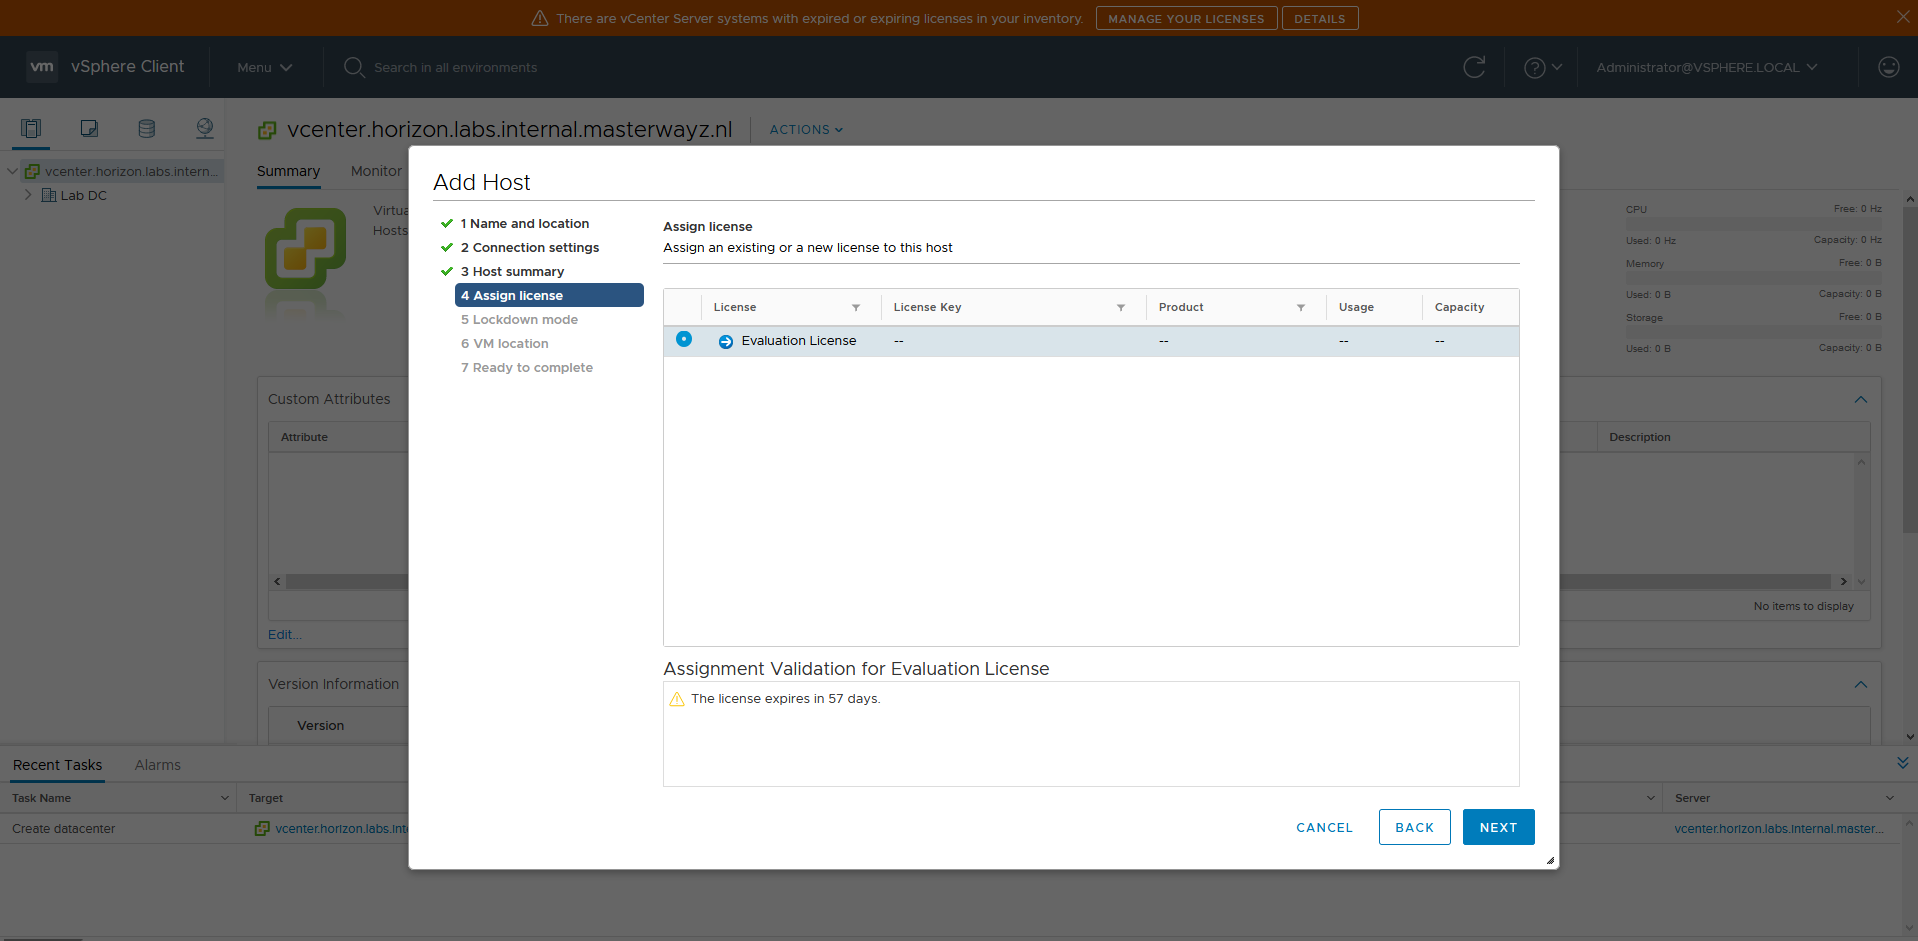 There are vCenter Server systems with expired or expiring licenses in your inventory. MANAGE YOUR LICENSES DETAILS
vm vSphere Client Menu Search in all environments Administrator@VSPHERE.LOCAL
vcenter.horizon.labs.internal.masterwayz.nl ACTIONS
vcenter.horizon.labs.intern...
Lab DC
Summary Monitor
Hosts
CPU Free: 0 Hz
Used: 0 Hz Capacity: 0 Hz
Memory Free: 0 B
Used: 0 B Capacity: 0 B
Storage Free: 0 B
Used: 0 B Capacity: 0 B
Custom Attributes
Attribute Description
No items to display
Edit...
Version Information
Version
Add Host
1 Name and location
2 Connection settings
3 Host summary
4 Assign license
5 Lockdown mode
6 VM location
7 Ready to complete
Assign license
Assign an existing or a new license to this host
License License Key Product Usage Capacity
Evaluation License -- -- -- --
Assignment Validation for Evaluation License
The license expires in 57 days.
CANCEL BACK NEXT
Recent Tasks Alarms
Task Name Target Server
Create datacenter vcenter.horizon.labs.inte vcenter.horizon.labs.internal.master...